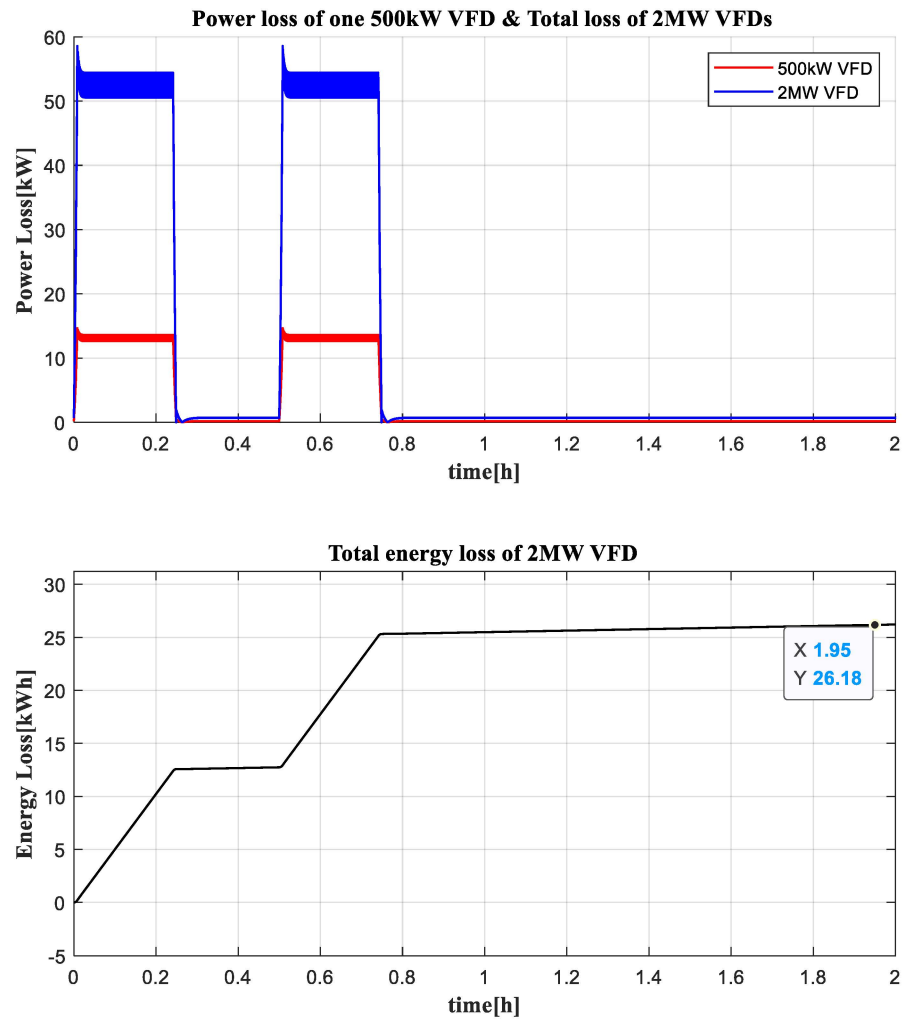 Power loss of one 500kW VFD & Total loss of 2MW VFDs
60
50
40
30
20
10
0
Power Loss[kW]
500kW VFD
2MW VFD
0 0.2 0.4 0.6 0.8 1 1.2 1.4 1.6 1.8 2
time[h]
Total energy loss of 2MW VFD
30
25
20
15
10
5
0
-5
Energy Loss[kWh]
X 1.95
Y 26.18
0 0.2 0.4 0.6 0.8 1 1.2 1.4 1.6 1.8 2
time[h]